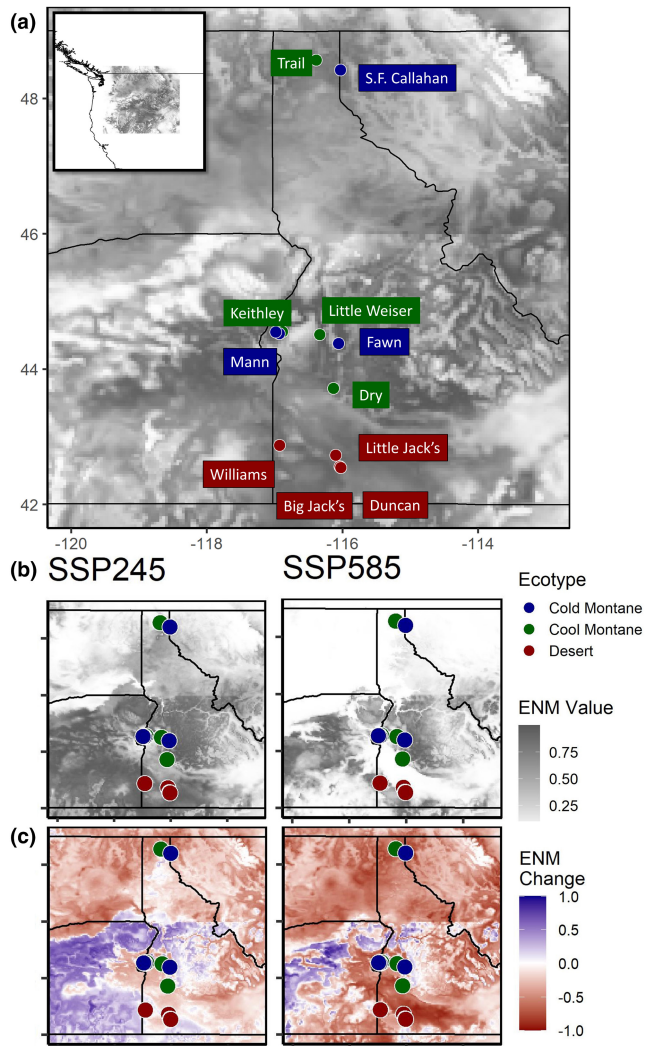 (a)
Trail
S.F. Callahan
48
46
Keithley
Little Weiser
44
Mann
Fawn
Dry
Little Jack's
Williams
42
Big Jack's
Duncan
-120
-118
-116
-114
(b)
SSP245
SSP585
Ecotype
Cold Montane
Cool Montane
Desert
ENM Value
0.75
0.50
0.25
(c)
ENM
Change
1.0
0.5
0.0
-0.5
-1.0